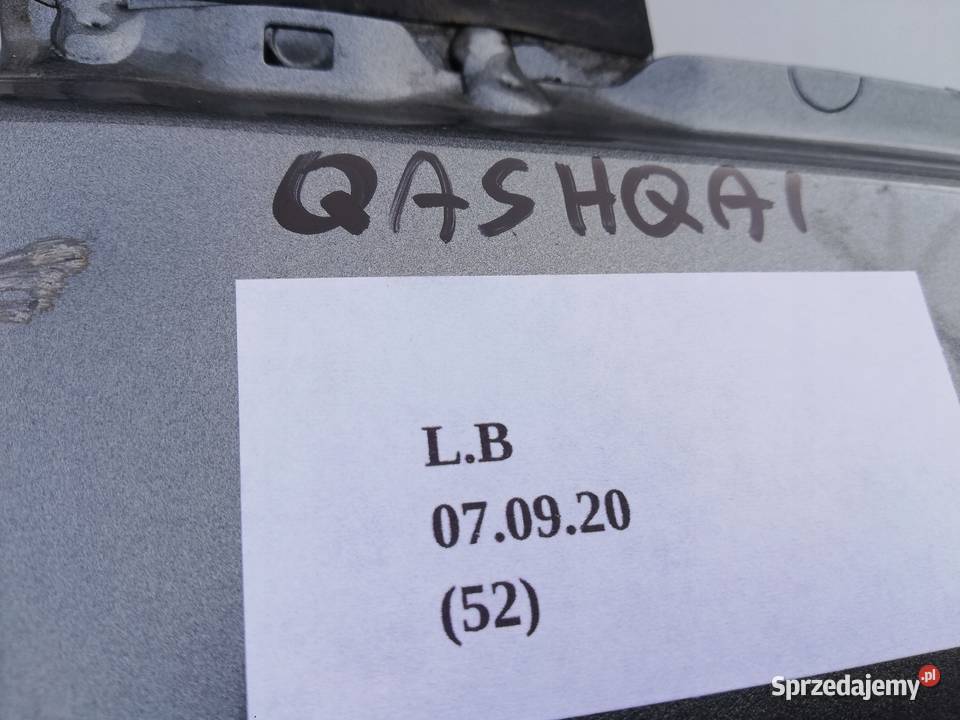 QASHQAI
L.B
07.09.20
(52)
Sprzedajemy.pl